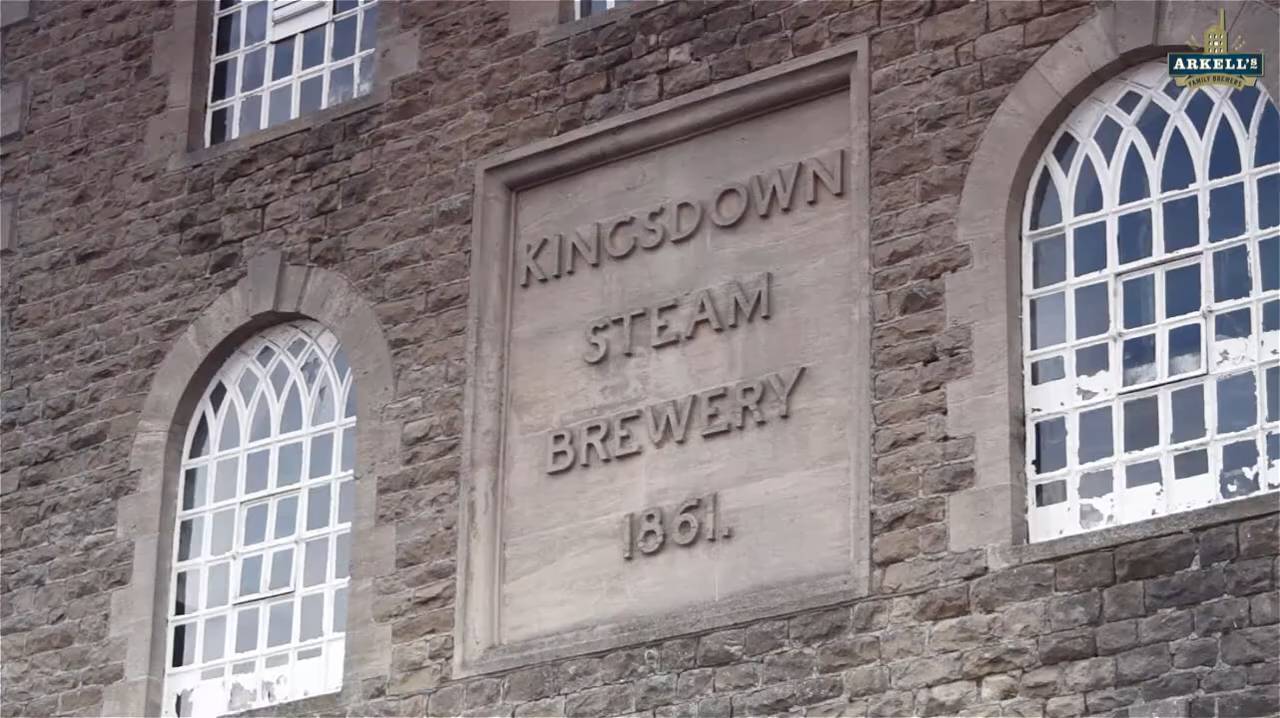 KINGSDOWN
STEAM
BREWERY
1861.
ARKELL'S
FAMILY BREWERS